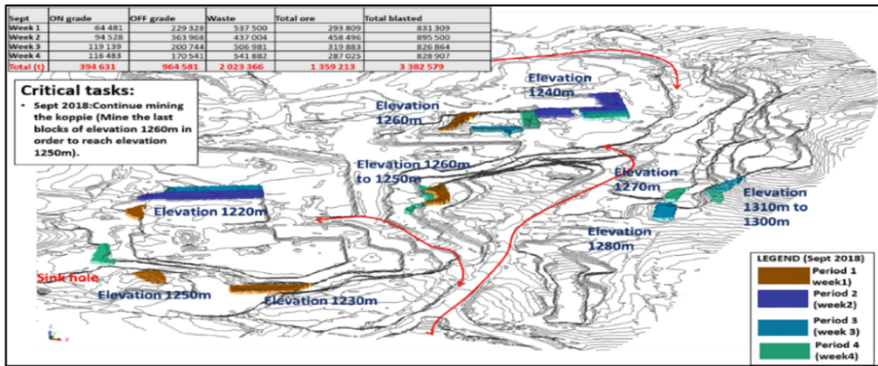 Sept ON grade OFF grade Waste Total ore Total blasted
Week 1 64 481 229 328 537 500 293 809 831 309
Week 2 94 528 363 968 437 004 458 496 895 500
Week 3 119 139 200 744 506 981 319 883 826 864
Week 4 116 483 170 541 541 882 287 025 828 907
Total (t) 394 631 964 581 2 023 366 1 359 213 3 382 579
Critical tasks:
• Sept 2018:Continue mining
the koppie (Mine the last
blocks of elevation 1260m in
order to reach elevation
1250m).
Elevation
1240m
Elevation
1260m
Elevation 1260m
to 1250m
Elevation
1270m
Elevation
1310m to
1300m
Elevation 1220m
Elevation
1280m
Sink hole
Elevation 1250m
Elevation 1230m
LEGEND (Sept 2018)
Period 1
week1)
Period 2
(week2)
Period 3
(week 3)
Period 4
(week4)